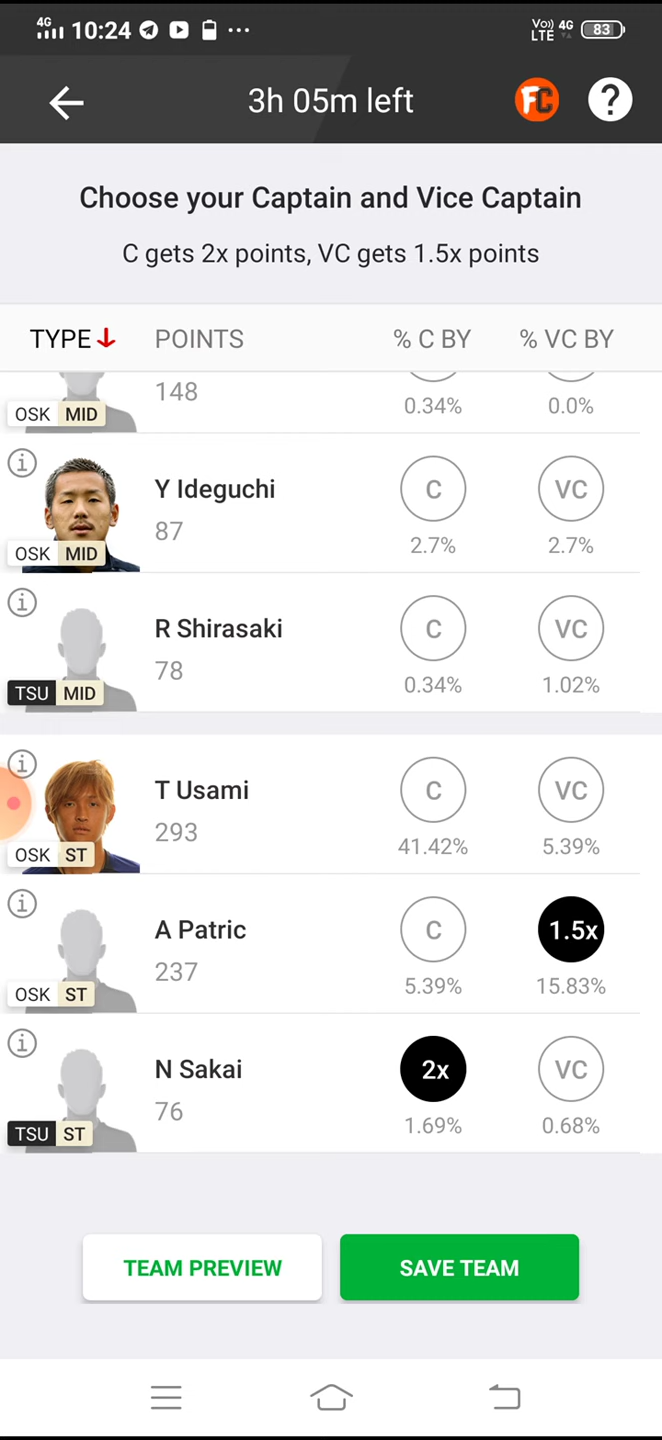 4G 10:24 Vo)) LTE 4G 83
3h 05m left FC ?
Choose your Captain and Vice Captain
C gets 2x points, VC gets 1.5x points
TYPE POINTS % C BY % VC BY
148
OSK MID 0.34% 0.0%
Y Ideguchi C VC
87
OSK MID 2.7% 2.7%
R Shirasaki C VC
78
TSU MID 0.34% 1.02%
T Usami C VC
293
OSK ST 41.42% 5.39%
A Patric C 1.5x
237
OSK ST 5.39% 15.83%
N Sakai 2x VC
76
TSU ST 1.69% 0.68%
TEAM PREVIEW SAVE TEAM